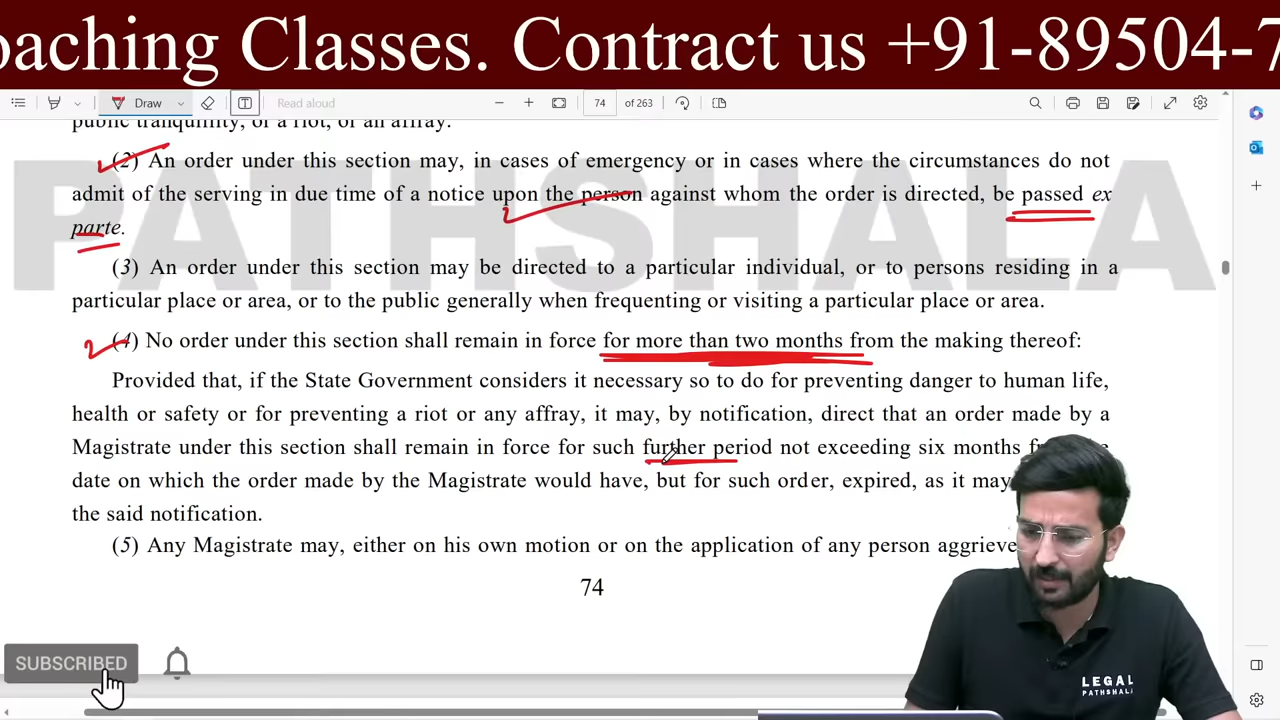 oaching Classes. Contract us +91-89504-7
Draw
Read aloud
74 of 263
public tranquility, or a riot, or an affray.
(2) An order under this section may, in cases of emergency or in cases where the circumstances do not
admit of the serving in due time of a notice upon the person against whom the order is directed, be passed ex
parte.
(3) An order under this section may be directed to a particular individual, or to persons residing in a
particular place or area, or to the public generally when frequenting or visiting a particular place or area.
(4) No order under this section shall remain in force for more than two months from the making thereof:
Provided that, if the State Government considers it necessary so to do for preventing danger to human life,
health or safety or for preventing a riot or any affray, it may, by notification, direct that an order made by a
Magistrate under this section shall remain in force for such further period not exceeding six months
date on which the order made by the Magistrate would have, but for such order, expired, as it may
the said notification.
(5) Any Magistrate may, either on his own motion or on the application of any person
74
PATHSHALA
SUBSCRIBED
LEGAL
PATHSHALA